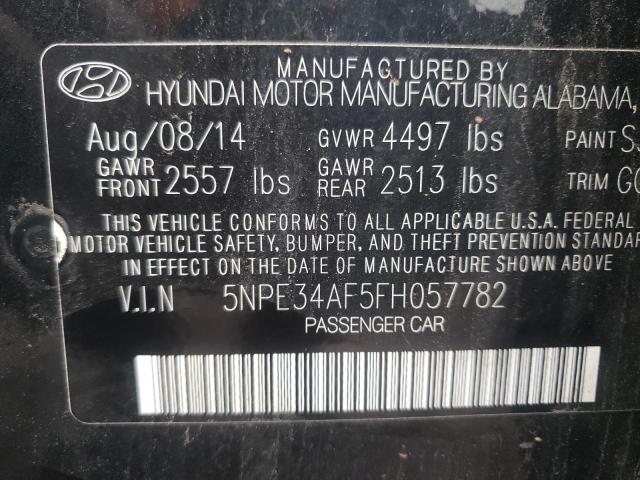 MANUFACTURED BY
HYUNDAI MOTOR MANUFACTURING ALABAMA,
Aug/08/14 GVWR 4497 lbs PAINT
GAWR FRONT 2557 lbs GAWR REAR 2513 lbs TRIM
THIS VEHICLE CONFORMS TO ALL APPLICABLE U.S.A. FEDERAL
MOTOR VEHICLE SAFETY, BUMPER, AND THEFT PREVENTION STANDAR
IN EFFECT ON THE DATE OF MANUFACTURE SHOWN ABOVE
V.I.N 5NPE34AF5FH057782
PASSENGER CAR